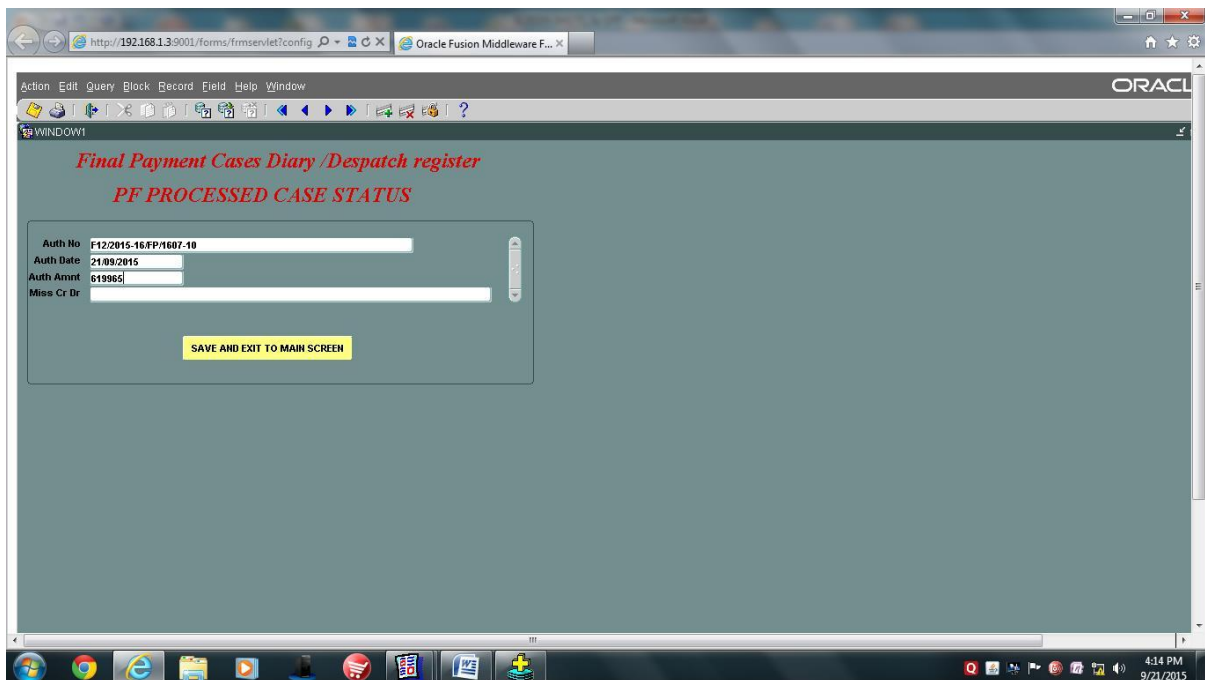 http://192.168.1.3:9001/forms/frmservlet?config
Oracle Fusion Middleware F...
Action Edit Query Block Record Field Help Window
ORACL
WINDOW1
Final Payment Cases Diary /Despatch register
PF PROCESSED CASE STATUS
Auth No F12/2015-16/FP/1607-10
Auth Date 21/09/2015
Auth Amnt 619965
Miss Cr Dr
SAVE AND EXIT TO MAIN SCREEN
4:14 PM
9/21/2015